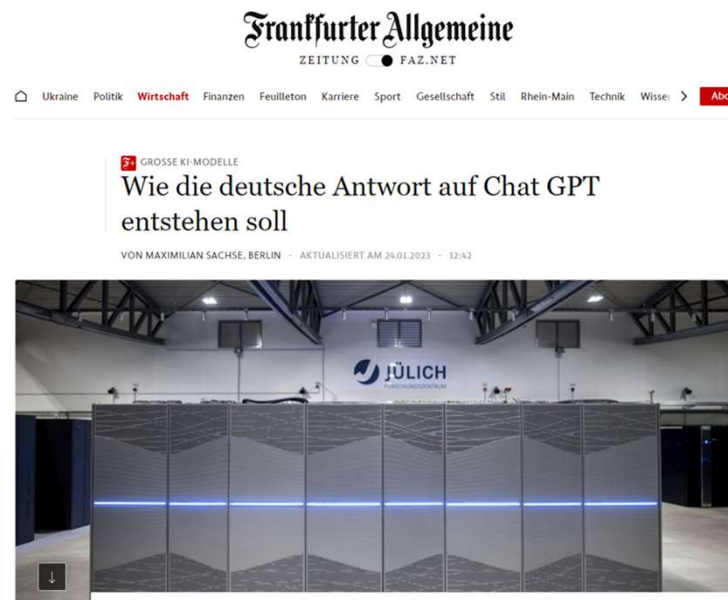 Frankfurter Allgemeine
ZEITUNG FAZ.NET
Ukraine Politik Wirtschaft Finanzen Feuilleton Karriere Sport Gesellschaft Stil Rhein-Main Technik Wisse Abo
F+ GROSSE KI-MODELLE
Wie die deutsche Antwort auf Chat GPT
entstehen soll
VON MAXIMILIAN SACHSE, BERLIN - AKTUALISIERT AM 24.01.2023 - 12:42
JÜLICH
FORSCHUNGSZENTRUM